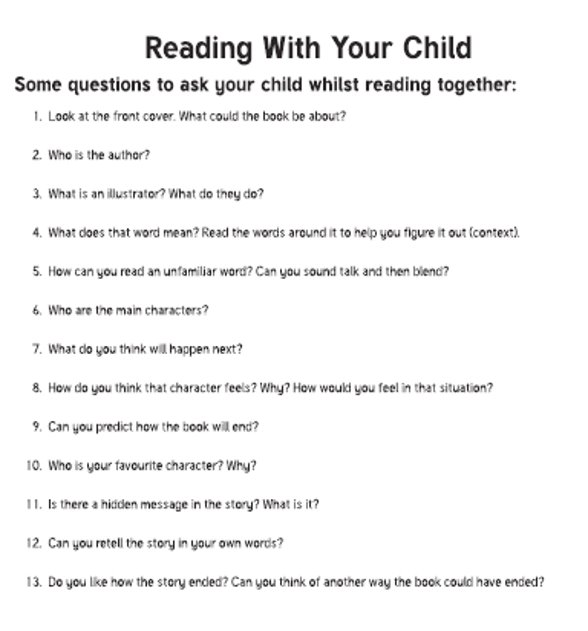 Reading With Your Child
Some questions to ask your child whilst reading together:
1. Look at the front cover. What could the book be about?
2. Who is the author?
3. What is an illustrator? What do they do?
4. What does that word mean? Read the words around it to help you figure it out (context).
5. How can you read an unfamiliar word? Can you sound talk and then blend?
6. Who are the main characters?
7. What do you think will happen next?
8. How do you think that character feels? Why? How would you feel in that situation?
9. Can you predict how the book will end?
10. Who is your favourite character? Why?
11. Is there a hidden message in the story? What is it?
12. Can you retell the story in your own words?
13. Do you like how the story ended? Can you think of another way the book could have ended?